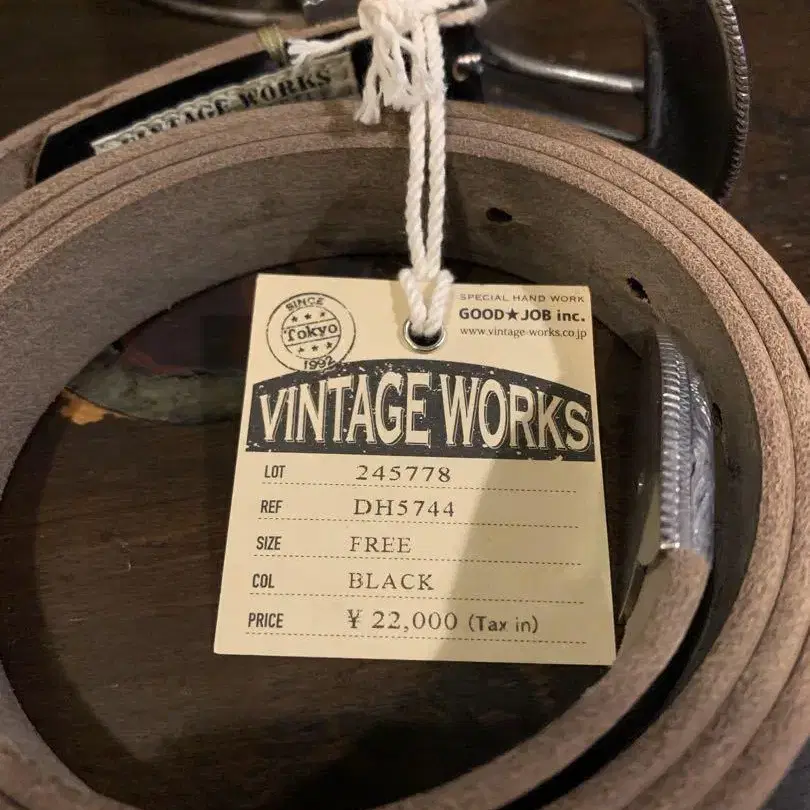 VINTAGE WORKS
SINCE
Tokyo
1992
SPECIAL HAND WORK
GOOD★JOB inc.
www.vintage-works.co.jp
VINTAGE WORKS
LOT 245778
REF DH5744
SIZE FREE
COL BLACK
PRICE ¥ 22,000 (Tax in)